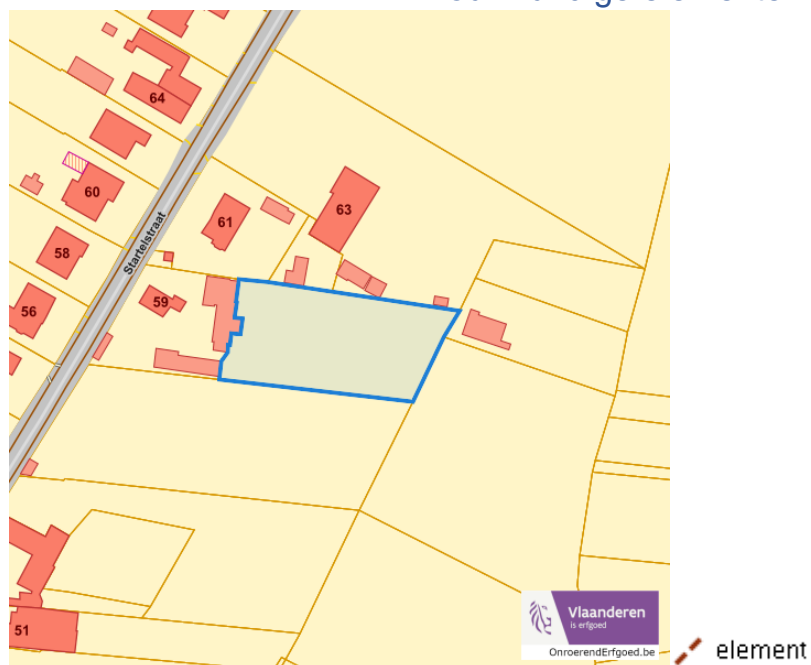 64
60
61
63
58
Startelstraat
59
56
51
Vlaanderen
is erfgoed
OnroerendErfgoed.be
element